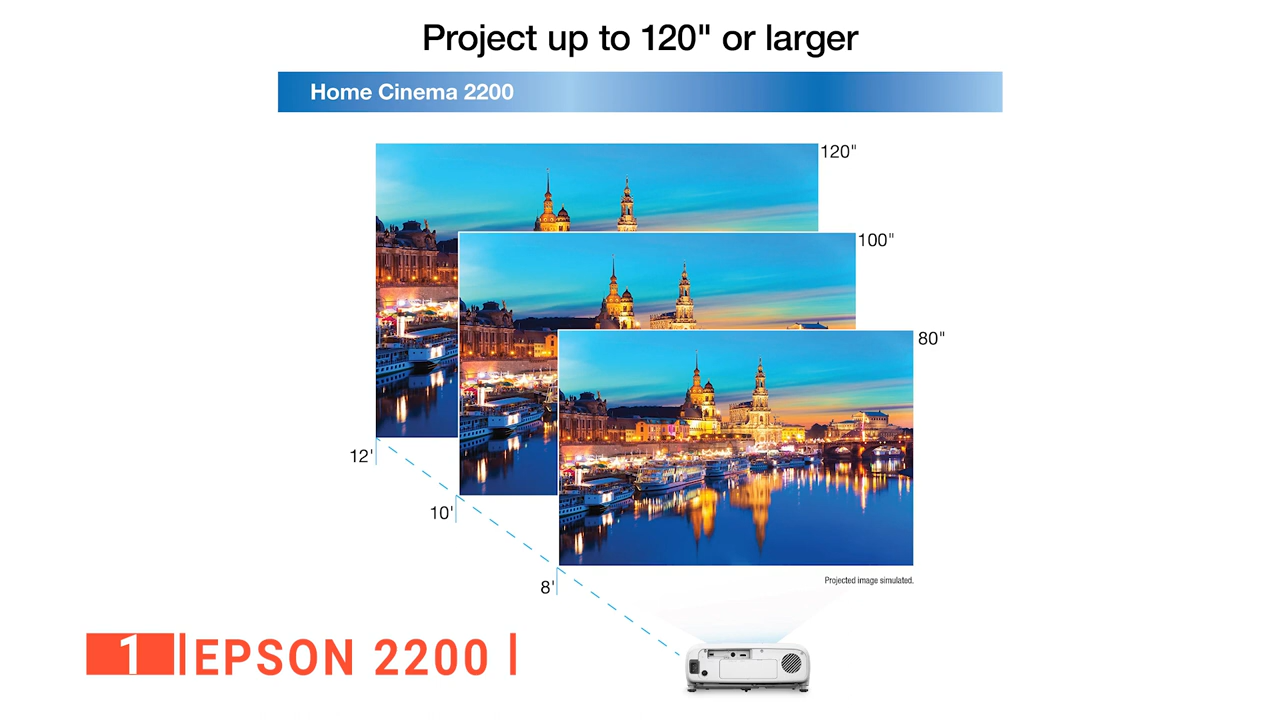 Project up to 120" or larger
Home Cinema 2200
120"
100"
80"
12'
10'
8'
Projected image simulated.
1 EPSON 2200